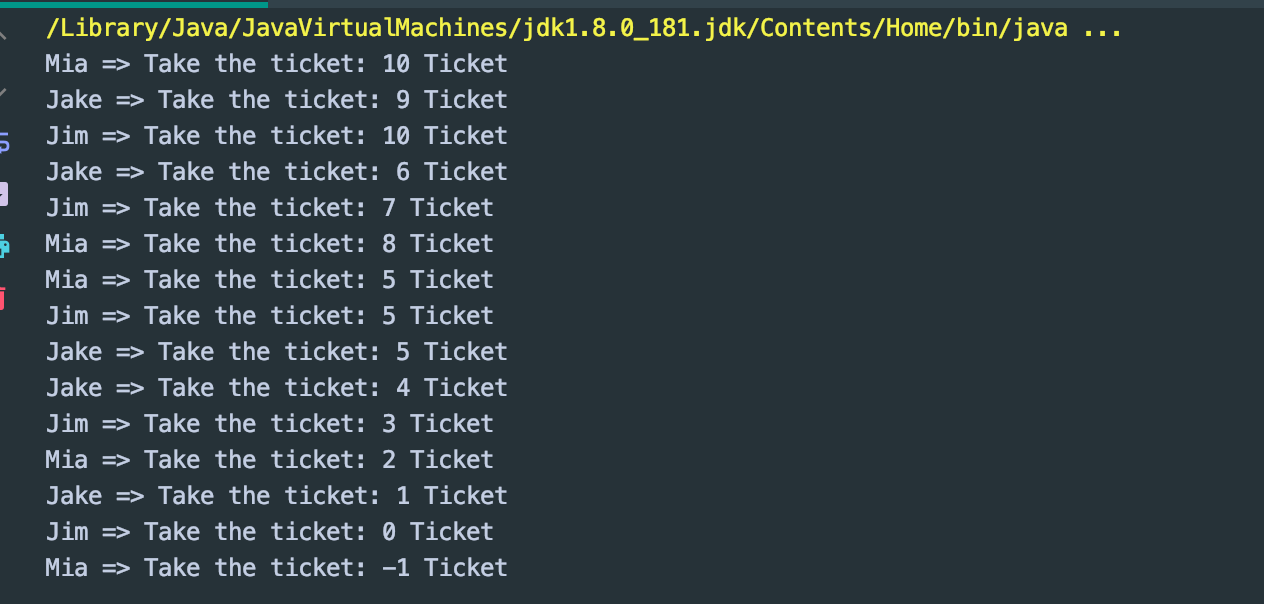 /Library/Java/JavaVirtualMachines/jdk1.8.0_181.jdk/Contents/Home/bin/java ...
Mia => Take the ticket: 10 Ticket
Jake => Take the ticket: 9 Ticket
Jim => Take the ticket: 10 Ticket
Jake => Take the ticket: 6 Ticket
Jim => Take the ticket: 7 Ticket
Mia => Take the ticket: 8 Ticket
Mia => Take the ticket: 5 Ticket
Jim => Take the ticket: 5 Ticket
Jake => Take the ticket: 5 Ticket
Jake => Take the ticket: 4 Ticket
Jim => Take the ticket: 3 Ticket
Mia => Take the ticket: 2 Ticket
Jake => Take the ticket: 1 Ticket
Jim => Take the ticket: 0 Ticket
Mia => Take the ticket: -1 Ticket